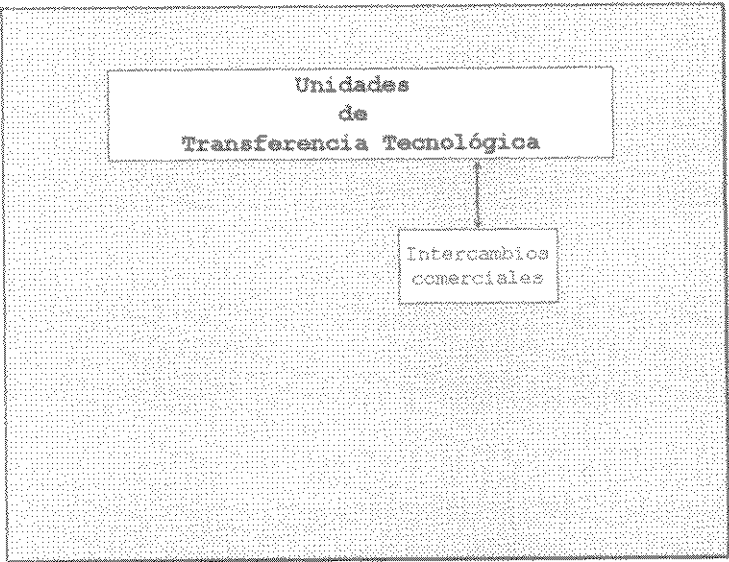 Unidades
de
Transferencia Tecnológica
Intercambios
comerciales